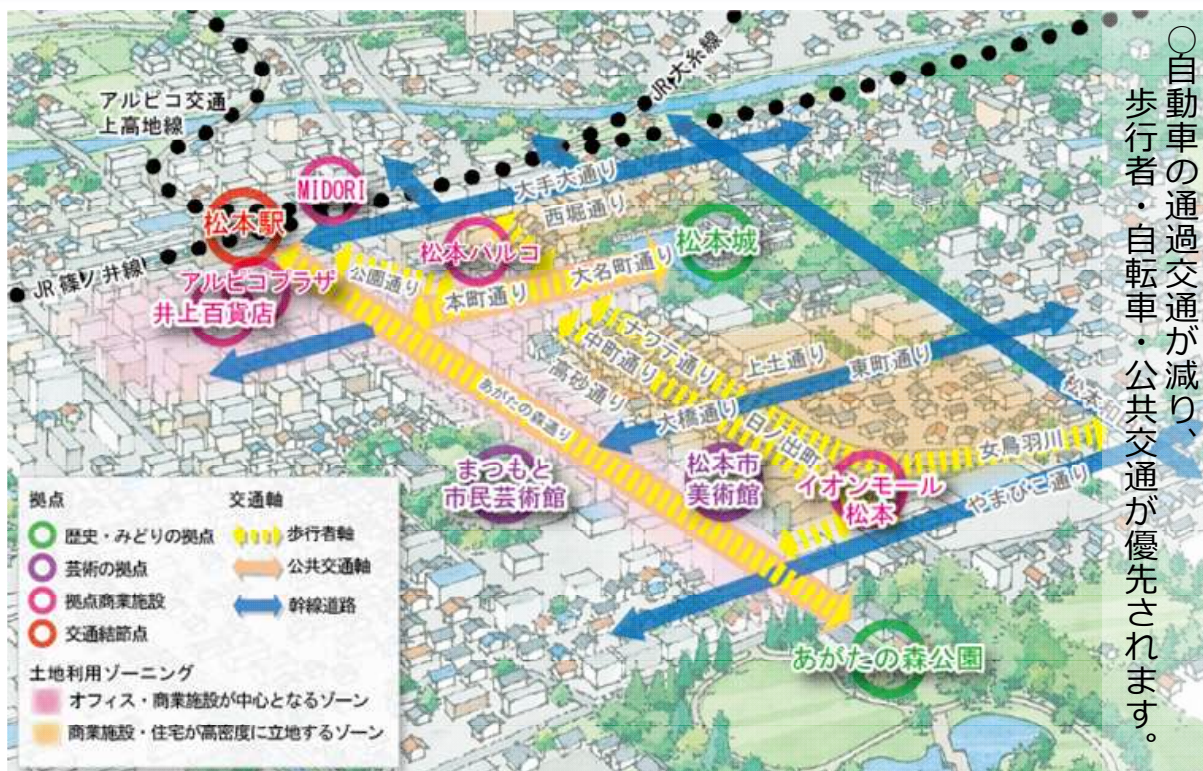 ○自動車の通過交通が減り、
歩行者・自転車・公共交通が優先されます。
アルピコ交通
上高地線
JR大糸線
MIDORI
松本駅
大手大通り
西堀通り
松本パルコ
松本城
JR篠ノ井線
アルピコプラザ
井上百貨店
公園通り
本町通り
大名町通り
ナワテ通り
中町通り
高砂通り
上土通り
東町通り
あがたの森通り
大橋通り
日ノ出町
女鳥羽川
まつもと
市民芸術館
松本市
美術館
イオンモール
松本
やまびこ通り
あがたの森公園
拠点
歴史・みどりの拠点
芸術の拠点
拠点商業施設
交通結節点
交通軸
歩行者軸
公共交通軸
幹線道路
土地利用ゾーニング
オフィス・商業施設が中心となるゾーン
商業施設・住宅が高密度に立地するゾーン